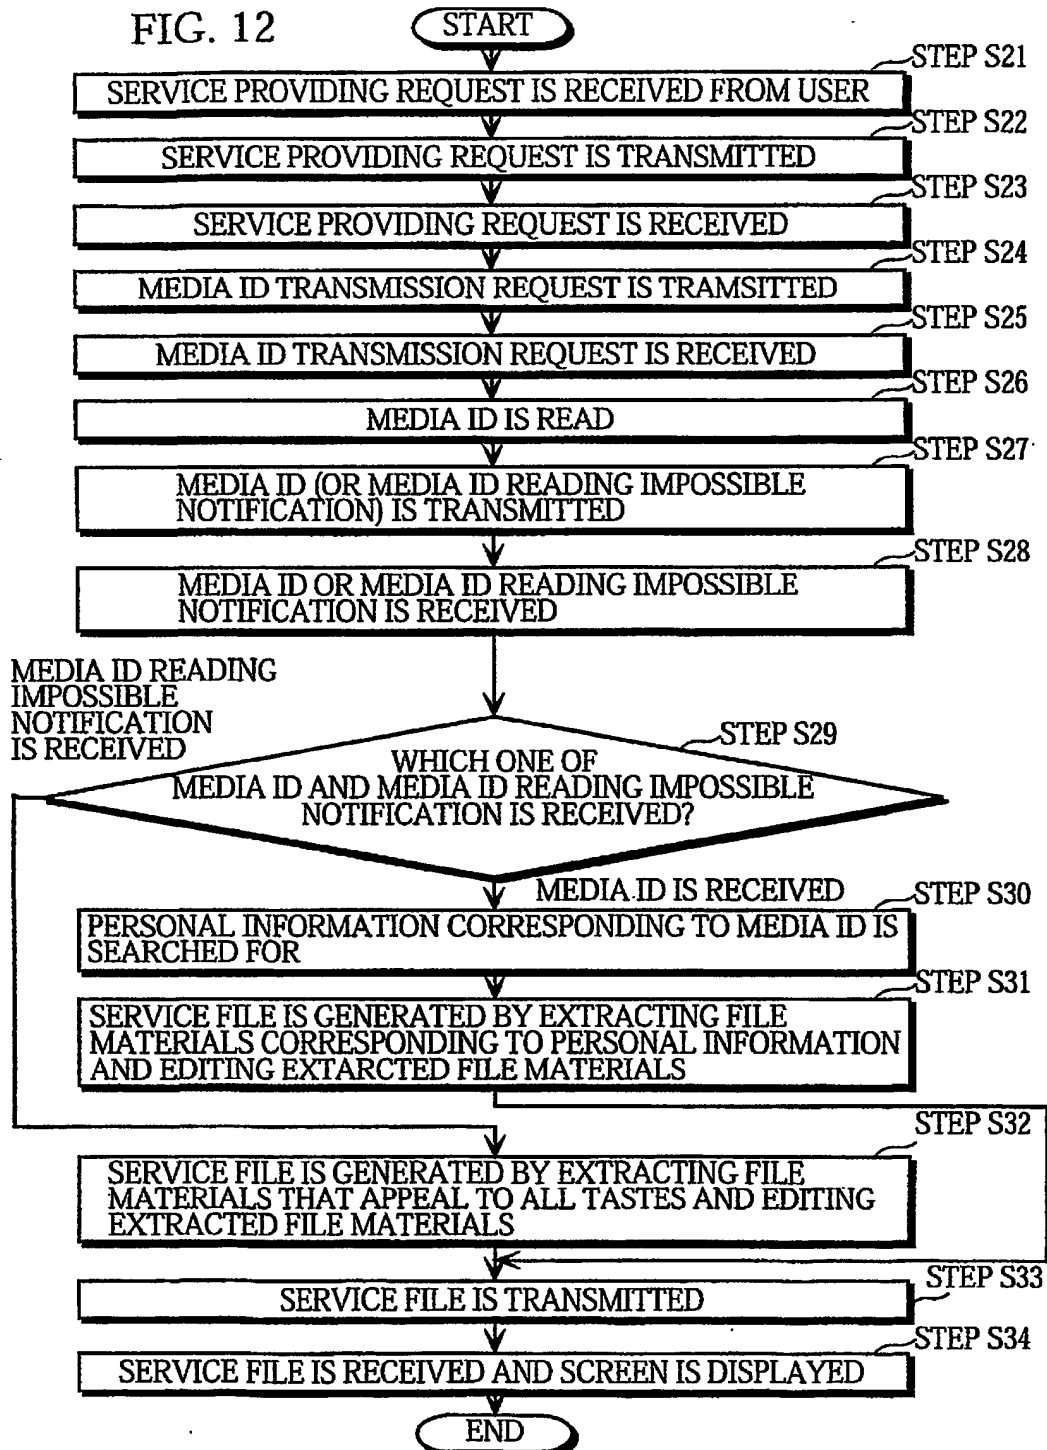 FIG. 12
START
STEP S21
SERVICE PROVIDING REQUEST IS RECEIVED FROM USER
STEP S22
SERVICE PROVIDING REQUEST IS TRANSMITTED
STEP S23
SERVICE PROVIDING REQUEST IS RECEIVED
STEP S24
MEDIA ID TRANSMISSION REQUEST IS TRAMSITTED
STEP S25
MEDIA ID TRANSMISSION REQUEST IS RECEIVED
STEP S26
MEDIA ID IS READ
STEP S27
MEDIA ID (OR MEDIA ID READING IMPOSSIBLE
NOTIFICATION) IS TRANSMITTED
STEP S28
MEDIA ID OR MEDIA ID READING IMPOSSIBLE
NOTIFICATION IS RECEIVED
MEDIA ID READING
IMPOSSIBLE
NOTIFICATION
IS RECEIVED
STEP S29
WHICH ONE OF
MEDIA ID AND MEDIA ID READING IMPOSSIBLE
NOTIFICATION IS RECEIVED?
MEDIA ID IS RECEIVED
STEP S30
PERSONAL INFORMATION CORRESPONDING TO MEDIA ID IS
SEARCHED FOR
STEP S31
SERVICE FILE IS GENERATED BY EXTRACTING FILE
MATERIALS CORRESPONDING TO PERSONAL INFORMATION
AND EDITING EXTARCTED FILE MATERIALS
STEP S32
SERVICE FILE IS GENERATED BY EXTRACTING FILE
MATERIALS THAT APPEAL TO ALL TASTES AND EDITING
EXTRACTED FILE MATERIALS
STEP S33
SERVICE FILE IS TRANSMITTED
STEP S34
SERVICE FILE IS RECEIVED AND SCREEN IS DISPLAYED
END